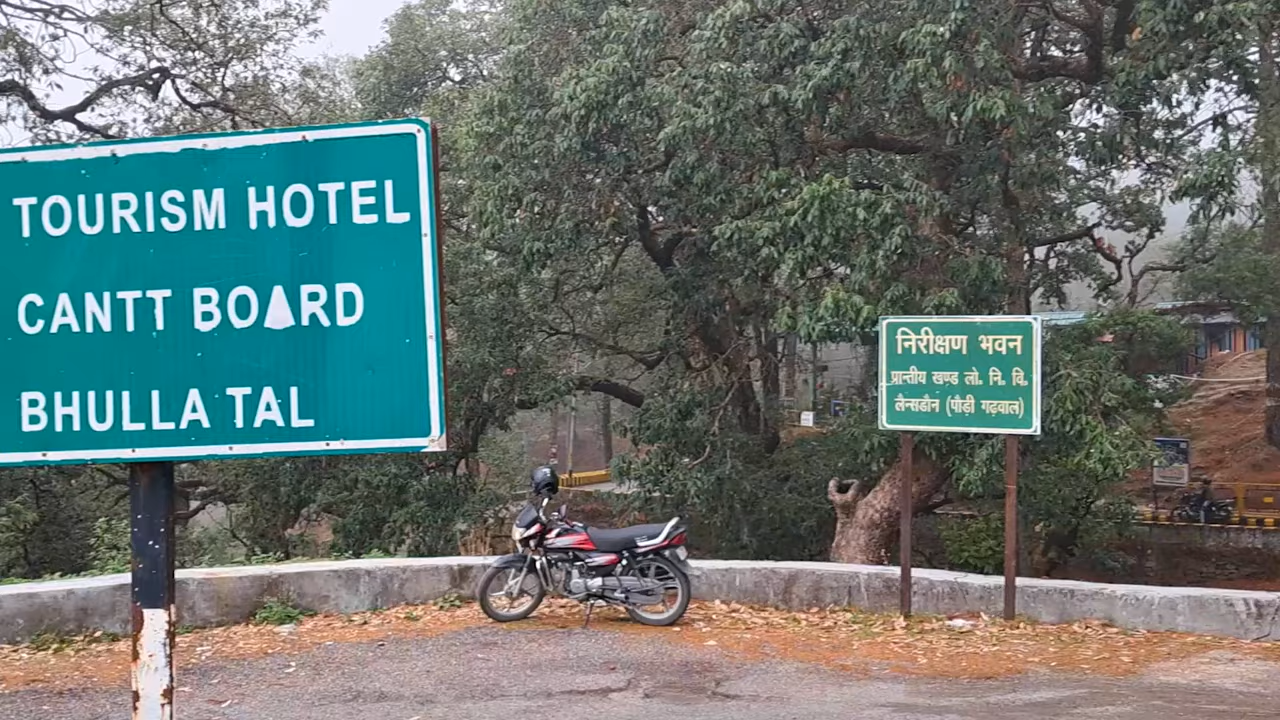 TOURISM HOTEL
CANTT BOARD
BHULLA TAL
निरीक्षण भवन
प्रान्तीय खण्ड लो. नि. वि.
लैन्सडौन (पौड़ी गढ़वाल)